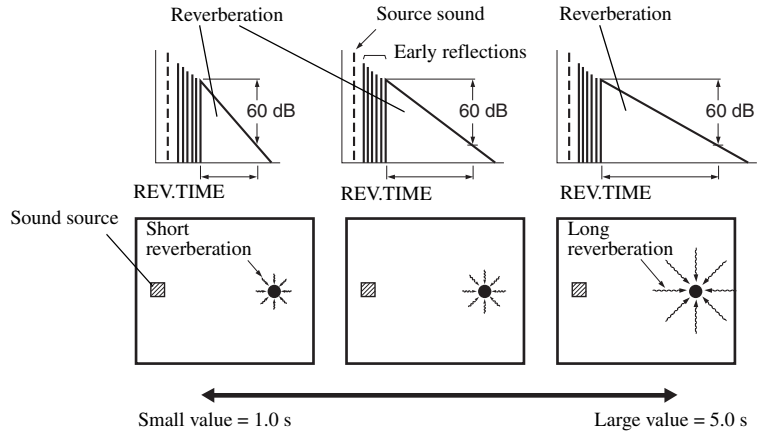 Reverberation
Source sound
Reverberation
Early reflections
60 dB
60 dB
60 dB
REV.TIME
REV.TIME
REV.TIME
Sound source
Short
reverberation
Long
reverberation
Small value = 1.0 s
Large value = 5.0 s